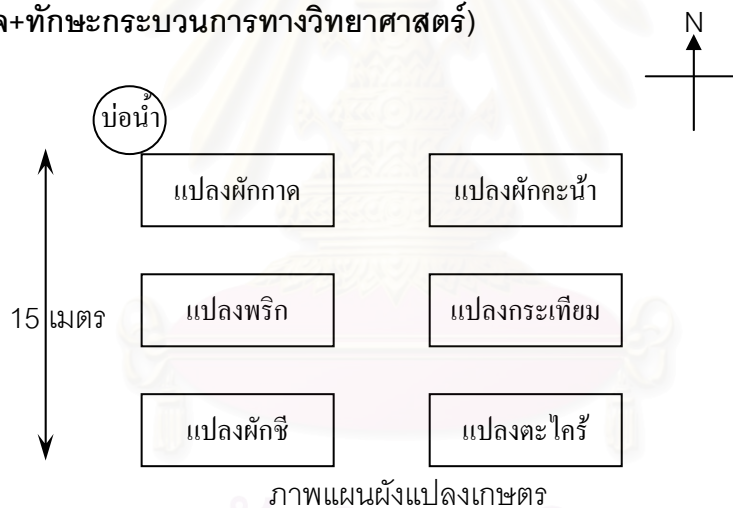 จ+ทักษะกระบวนการทางวิทยาศาสตร์)
N
บ่อน้ำ
แปลงผักกาด แปลงผักคะน้า
15 เมตร แปลงพริก แปลงกระเทียม
แปลงผักชี แปลงตะไคร้
ภาพแผนผังแปลงเกษตร